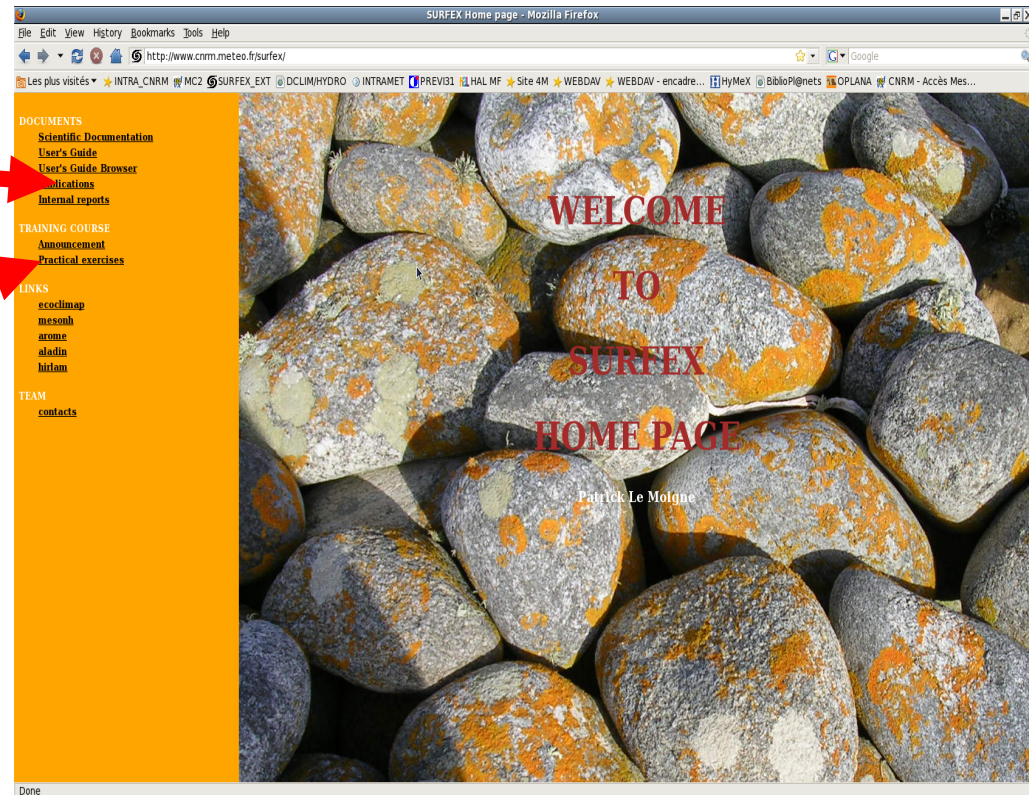 SURFEX Home page - Mozilla Firefox
File Edit View History Bookmarks Tools Help
http://www.cnrm.meteo.fr/surfex/
Google
Les plus visités INTRA_CNRM MC2 SURFEX_EXT DCLIM/HYDRO INTRAMET PREVI31 HAL MF Site 4M WEBDAV WEBDAV - encadre... HyMeX BiblioPl@nets OPLANA CNRM - Accès Mes...
DOCUMENTS
Scientific Documentation
User's Guide
User's Guide Browser
blications
Internal reports
TRAINING COURSE
Announcement
Practical exercises
LINKS
ecoclimap
mesonh
arome
aladin
hirlam
TEAM
contacts
WELCOME
TO
SURFEX
HOME PAGE
Patrick Le Moigne
Done